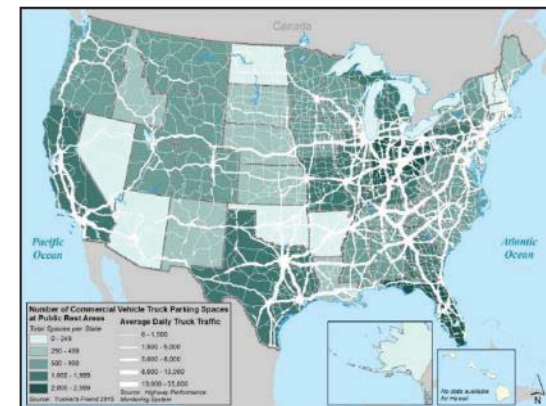 Canada
Pacific
Ocean
Atlantic
Ocean
Number of Commercial Vehicle Truck Parking Spaces
at Public Rest Areas
Total Spaces per State
0 - 249
250 - 499
500 - 999
1,000 - 1,999
2,000 - 2,999
Source: Trucker's Friend 2015
Average Daily Truck Traffic
0 - 1,500
1,500 - 5,000
5,000 - 8,000
8,000 - 13,000
13,000 - 55,000
Source: Highway Performance
Monitoring System
No data available
for Hawaii
N